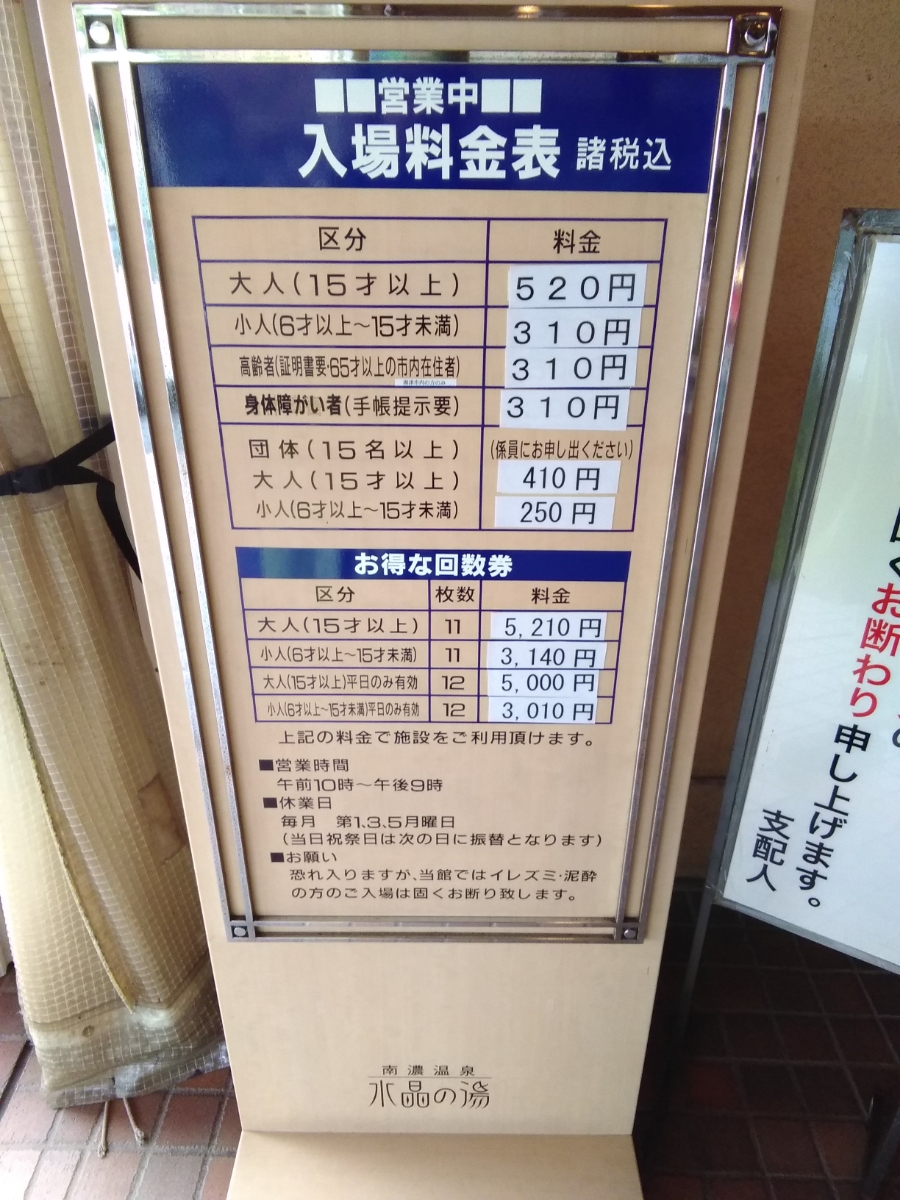 ■■営業中■■
入場料金表 諸税込
区分 料金
大人(15才以上) 520円
小人(6才以上〜15才未満) 310円
高齢者(証明書要・65才以上の市内在住者) 310円
身体障がい者(手帳提示要) 310円
団体(15名以上) (係員にお申し出ください)
大人(15才以上) 410円
小人(6才以上〜15才未満) 250円
お得な回数券
区分 枚数 料金
大人(15才以上) 11 5,210円
小人(6才以上〜15才未満) 11 3,140円
大人(15才以上)平日のみ有効 12 5,000円
小人(6才以上〜15才未満)平日のみ有効 12 3,010円
上記の料金で施設をご利用頂けます。
■営業時間
午前10時〜午後9時
■休業日
毎月 第1.3.5月曜日
(当日祝祭日は次の日に振替となります)
■お願い
恐れ入りますが、当館ではイレズミ・泥酔
の方のご入場は固くお断り致します。
南濃温泉
水晶の湯
くお断わり申し上げます。
支配人